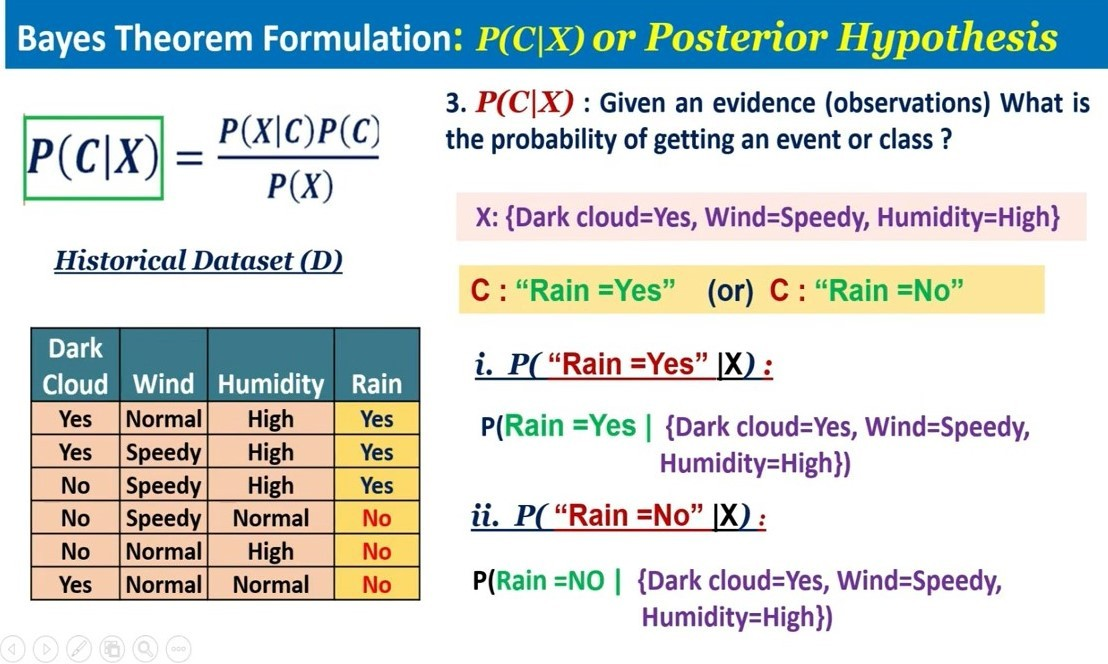 Bayes Theorem Formulation: P(C|X) or Posterior Hypothesis
P(C|X) = P(X|C)P(C) / P(X)
Historical Dataset (D)
Dark Cloud Wind Humidity Rain
Yes Normal High Yes
Yes Speedy High Yes
No Speedy High Yes
No Speedy Normal No
No Normal High No
Yes Normal Normal No
3. P(C|X) : Given an evidence (observations) What is
the probability of getting an event or class ?
X: {Dark cloud=Yes, Wind=Speedy, Humidity=High}
C : “Rain =Yes” (or) C : “Rain =No”
i. P( “Rain =Yes” |X) :
P(Rain =Yes | {Dark cloud=Yes, Wind=Speedy,
Humidity=High})
ii. P( “Rain =No” |X) :
P(Rain =NO | {Dark cloud=Yes, Wind=Speedy,
Humidity=High})